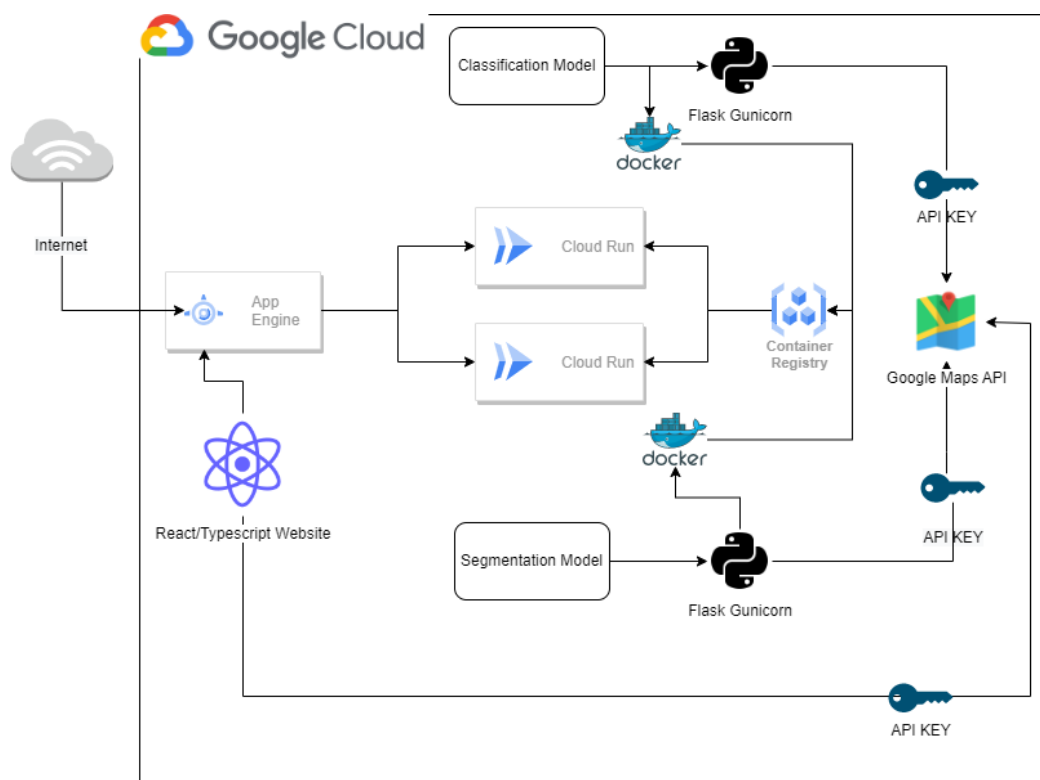 Google Cloud
Classification Model
Flask Gunicorn
docker
API KEY
Internet
Cloud Run
App
Engine
Cloud Run
Container
Registry
Google Maps API
docker
React/Typescript Website
API KEY
Segmentation Model
Flask Gunicorn
API KEY